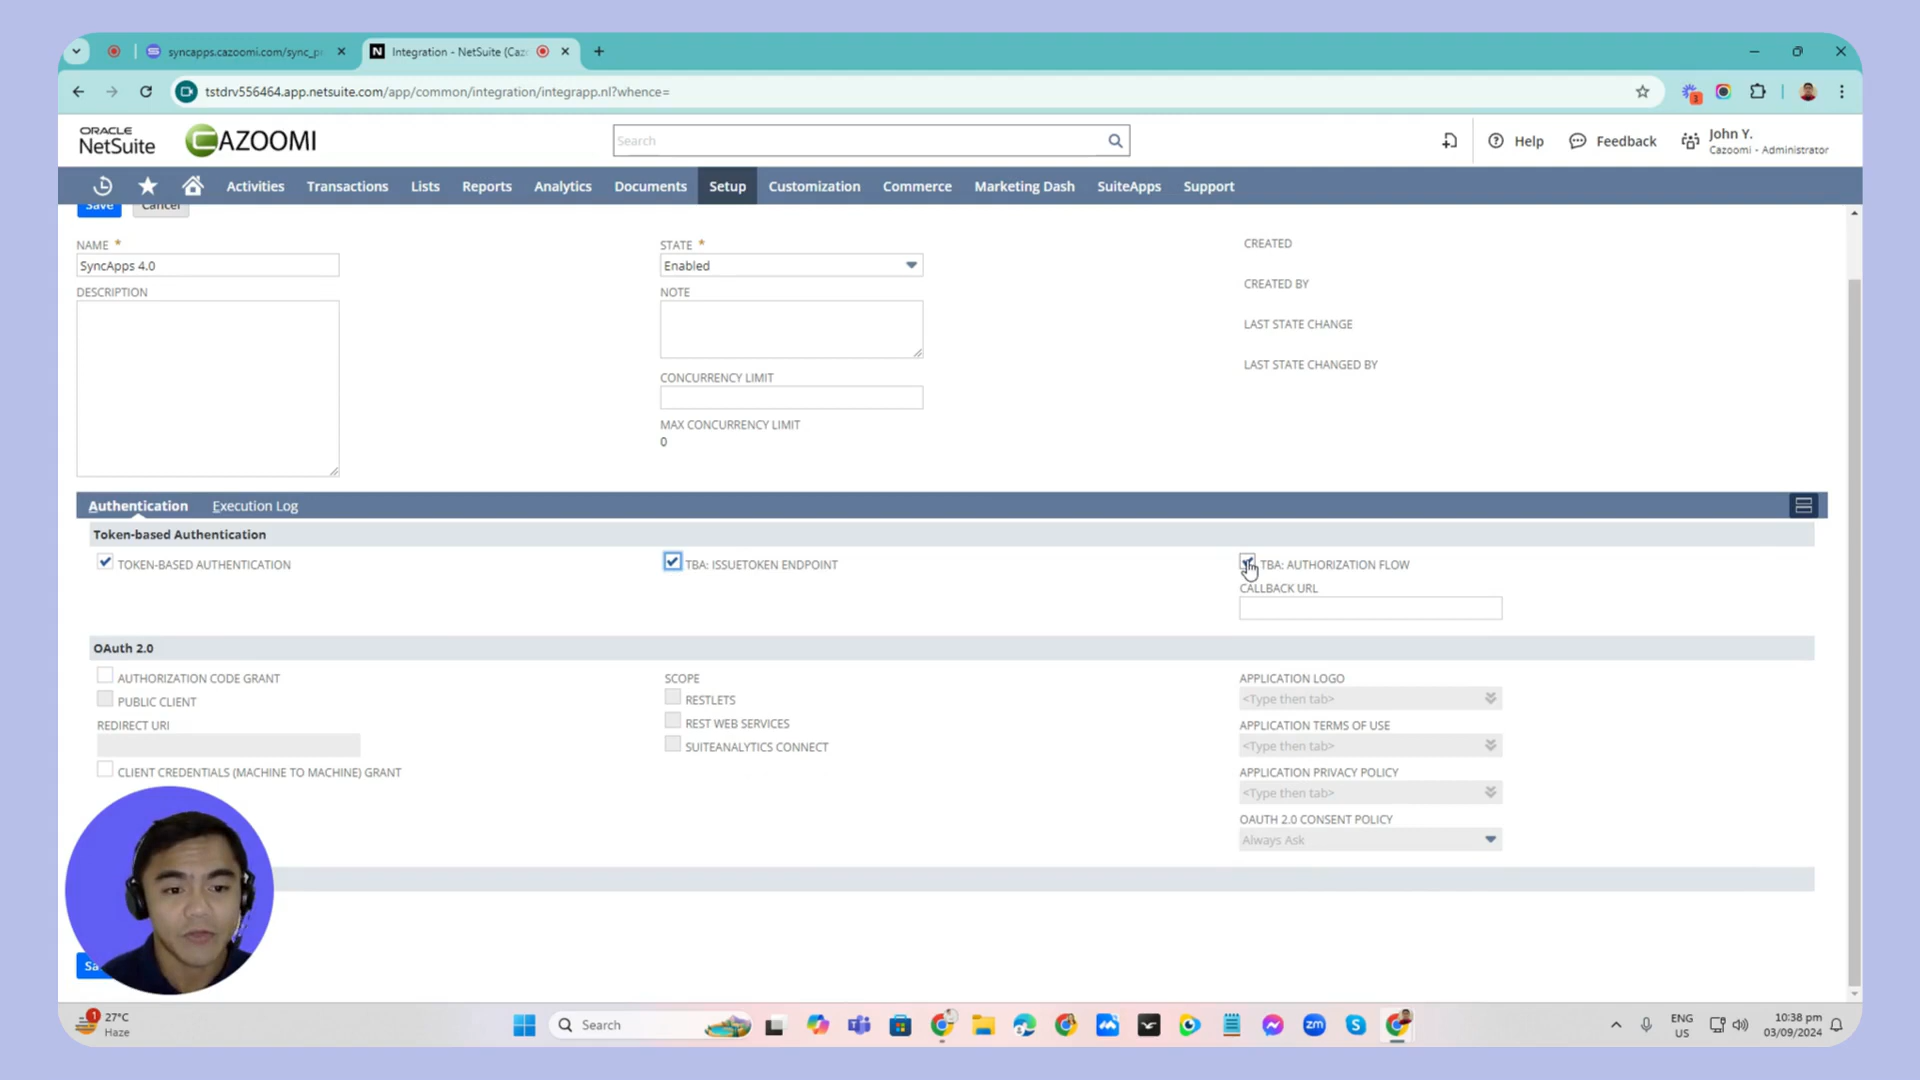 syncapps.cazoomi.com/sync_p
Integration - NetSuite (Caz
tstdrv556464.app.netsuite.com/app/common/integration/integrapp.nl?whence=
3
ORACLE
NetSuite
CAZOOMI
Search
Help
Feedback
John Y.
Cazoomi - Administrator
Activities
Transactions
Lists
Reports
Analytics
Documents
Setup
Customization
Commerce
Marketing Dash
SuiteApps
Support
Save
Cancel
NAME *
SyncApps 4.0
DESCRIPTION
STATE *
Enabled
NOTE
CONCURRENCY LIMIT
MAX CONCURRENCY LIMIT
0
CREATED
CREATED BY
LAST STATE CHANGE
LAST STATE CHANGED BY
Authentication
Execution Log
Token-based Authentication
TOKEN-BASED AUTHENTICATION
TBA: ISSUETOKEN ENDPOINT
TBA: AUTHORIZATION FLOW
CALLBACK URL
OAuth 2.0
AUTHORIZATION CODE GRANT
PUBLIC CLIENT
REDIRECT URI
CLIENT CREDENTIALS (MACHINE TO MACHINE) GRANT
SCOPE
RESTLETS
REST WEB SERVICES
SUITEANALYTICS CONNECT
APPLICATION LOGO
<Type then tab>
APPLICATION TERMS OF USE
<Type then tab>
APPLICATION PRIVACY POLICY
<Type then tab>
OAUTH 2.0 CONSENT POLICY
Always Ask
Sa
1
27°C
Haze
Search
zm
ENG
US
10:38 pm
03/09/2024